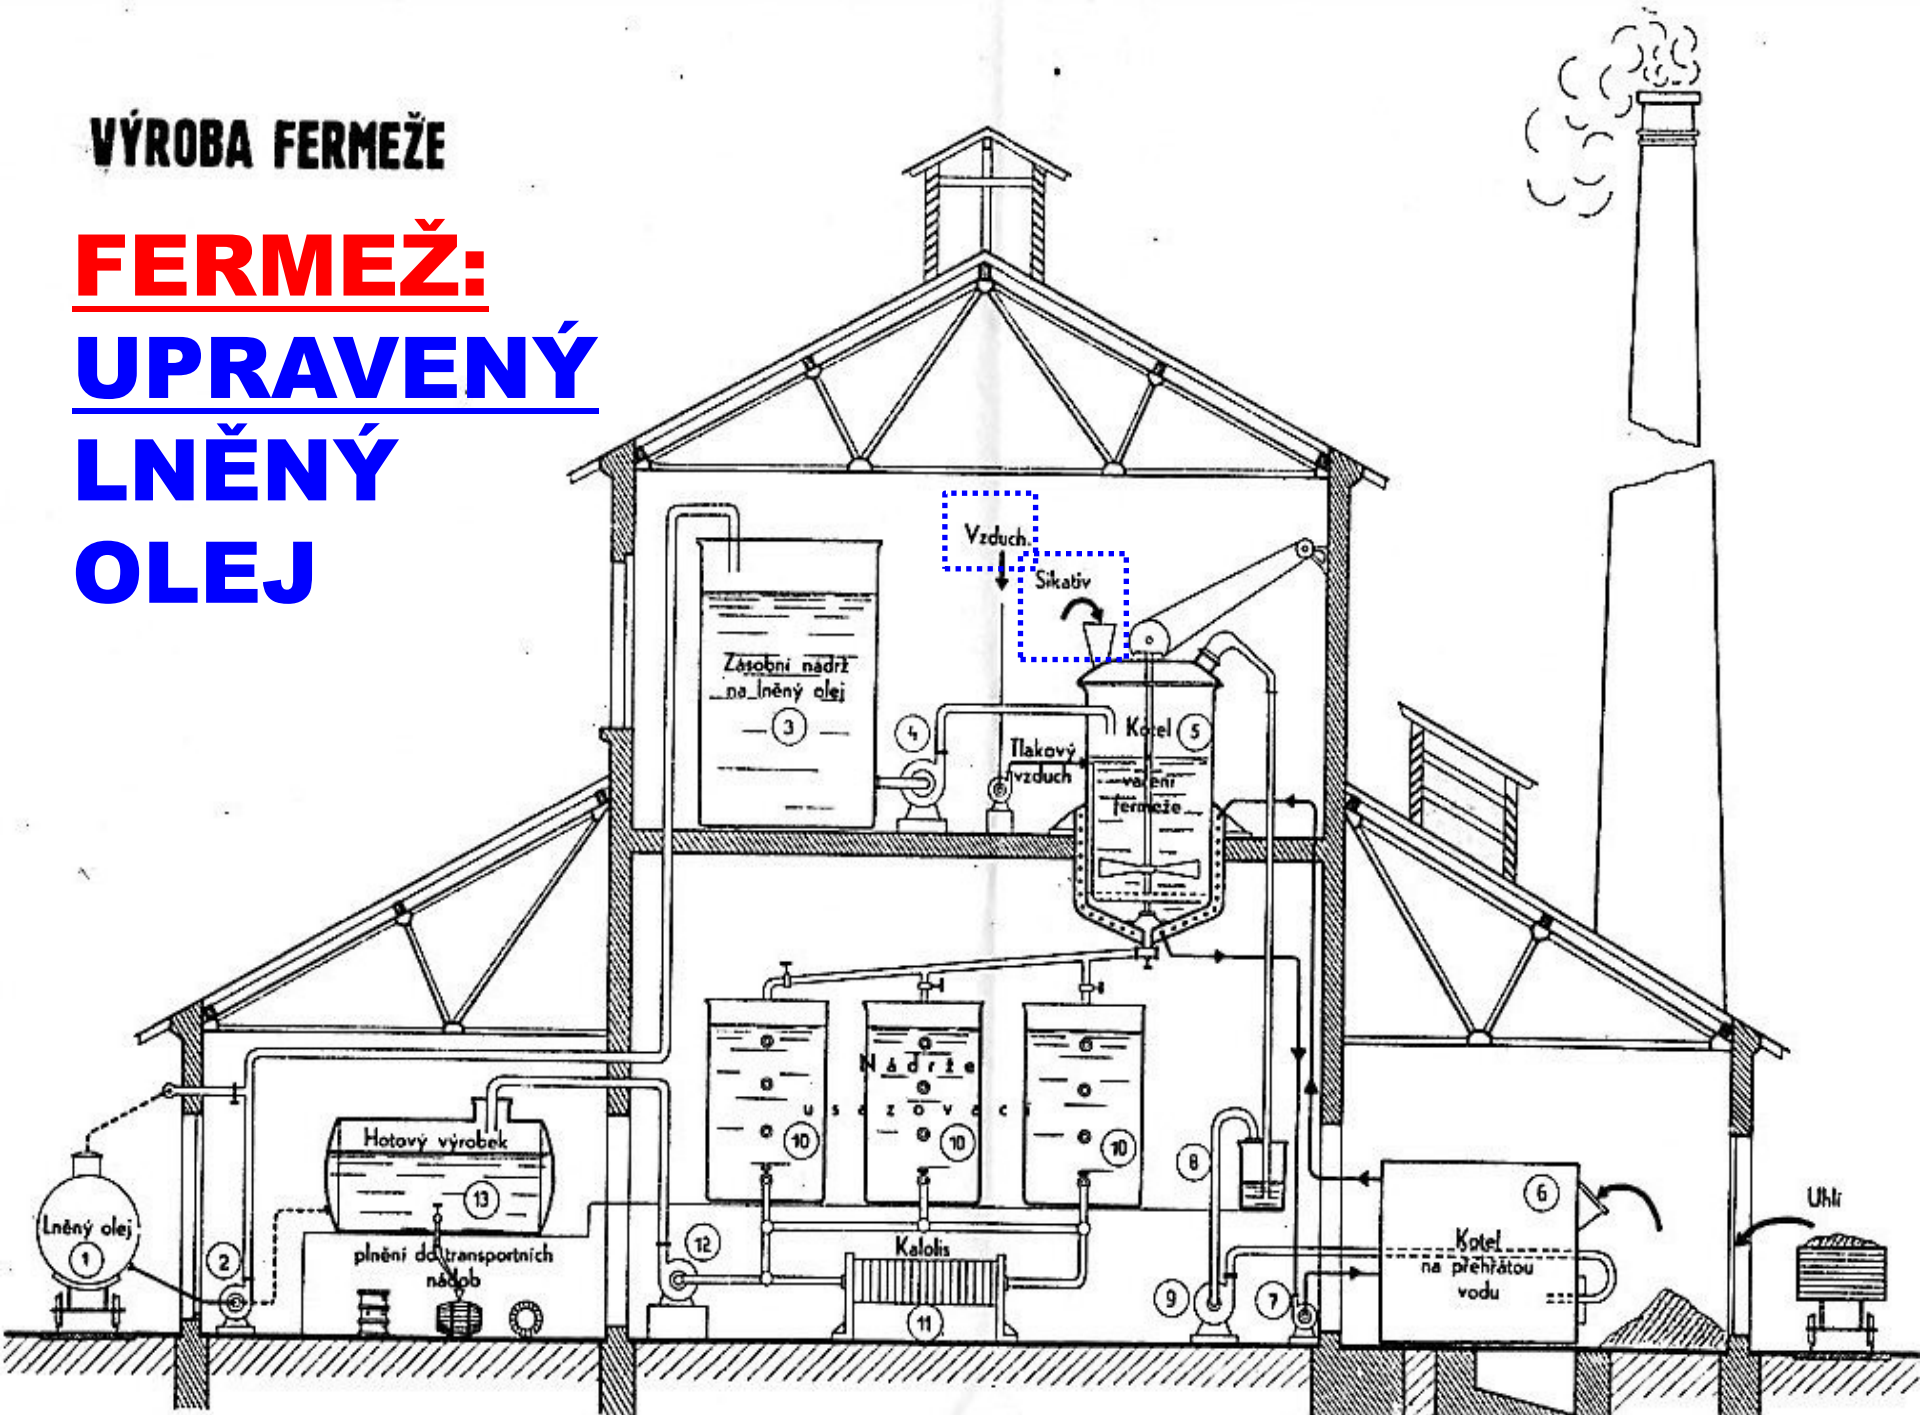 VÝROBA FERMEŽE
FERMEŽ:
UPRAVENÝ
LNĚNÝ
OLEJ
Vzduch
Sikativ
Zásobní nádrž
na lněný olej
3
4
Tlakový
vzduch
Kotel 5
vaření
fermeže
Nádrže
usazovací
10
10
10
Hotový výrobek
13
Lněný olej
1
2
plnění do transportních
nádob
12
Kalolis
11
8
9
7
6
Kotel
na přehřátou
vodu
Uhlí